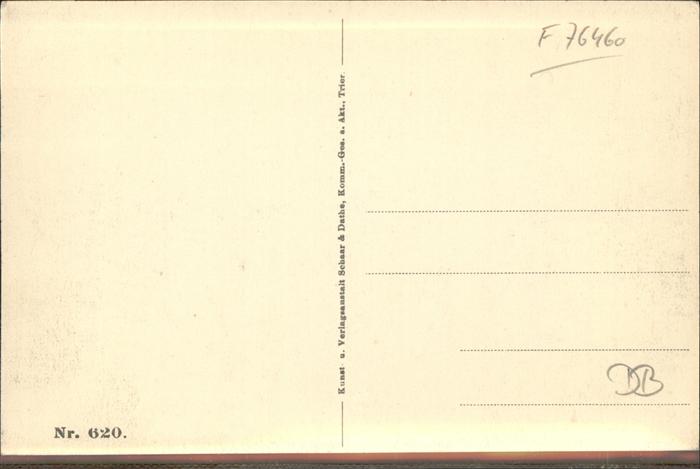 F 76460
Kunst u. Verlagsanstalt Schaar & Dathe, Komm.-Ges. a. Akt., Trier.
DB
Nr. 620.